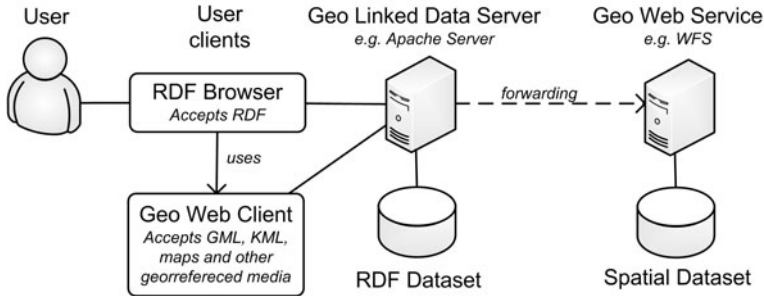 User
User
clients
Geo Linked Data Server
e.g. Apache Server
Geo Web Service
e.g. WFS
RDF Browser
Accepts RDF
forwarding
uses
Geo Web Client
Accepts GML, KML,
maps and other
georrefereced media
RDF Dataset
Spatial Dataset